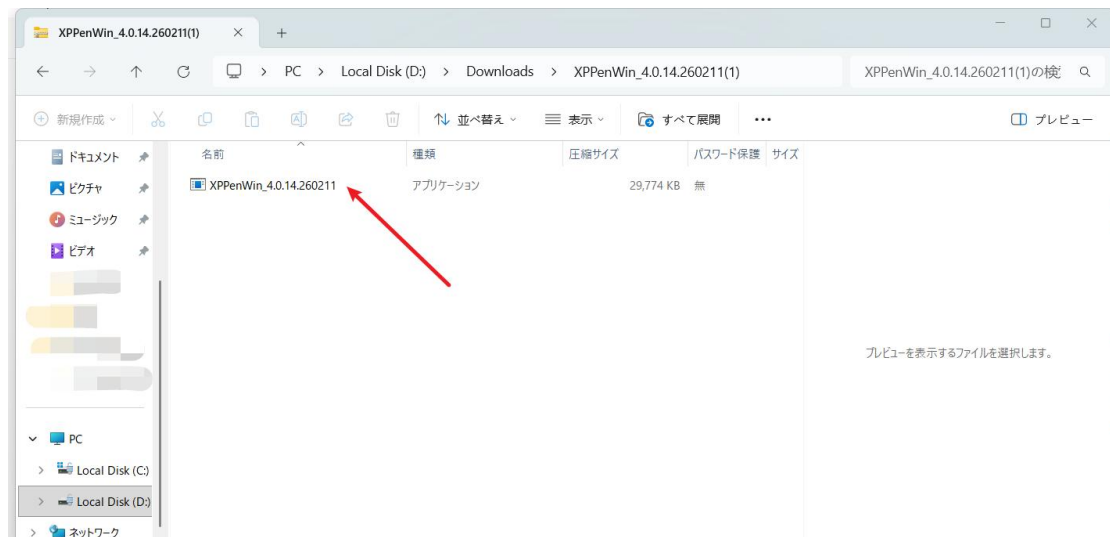 XPPenWin_4.0.14.260211(1)
PC > Local Disk (D:) > Downloads > XPPenWin_4.0.14.260211(1)
XPPenWin_4.0.14.260211(1)の検
新規作成
並べ替え
表示
すべて展開
プレビュー
名前
種類
圧縮サイズ
パスワード保護
サイズ
XPPenWin_4.0.14.260211
アプリケーション
29,774 KB
無
ドキュメント
ピクチャ
ミュージック
ビデオ
PC
Local Disk (C:)
Local Disk (D:)
ネットワーク
プレビューを表示するファイルを選択します。